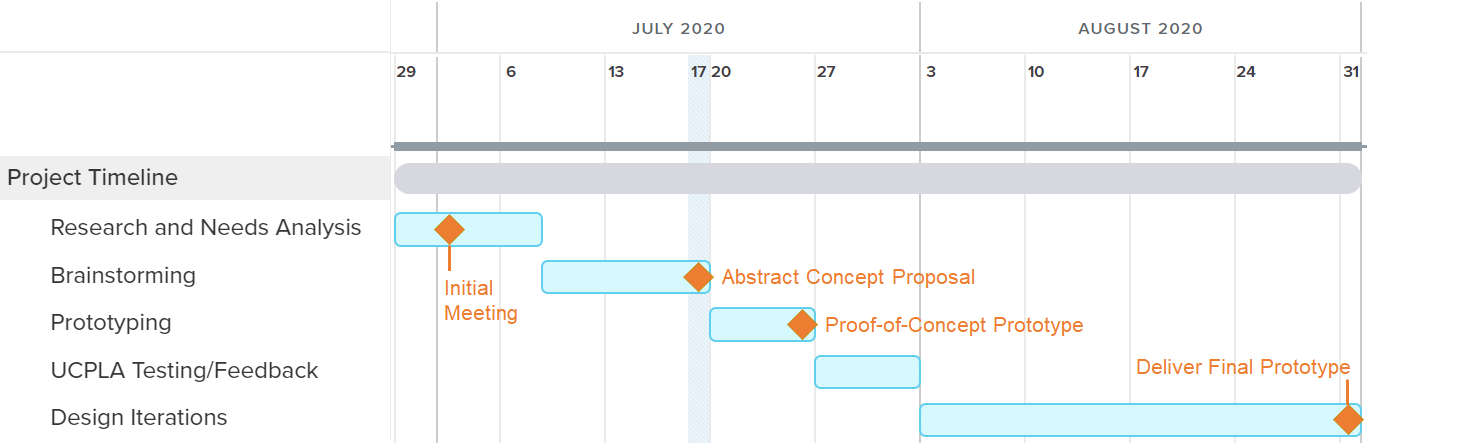 JULY 2020 AUGUST 2020
29 6 13 17 20 27 3 10 17 24 31
Project Timeline
Research and Needs Analysis
Initial
Meeting
Brainstorming
Abstract Concept Proposal
Prototyping
Proof-of-Concept Prototype
UCPLA Testing/Feedback
Deliver Final Prototype
Design Iterations